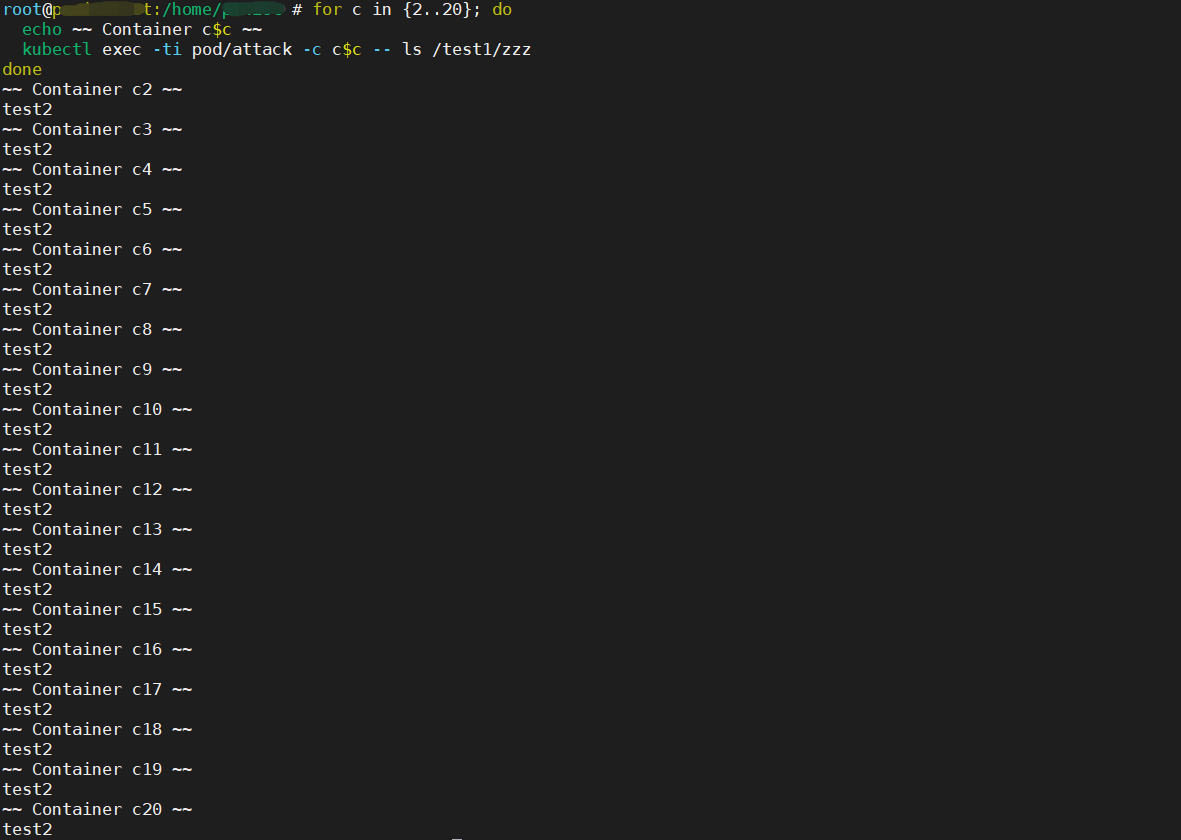 root@ :/home/ # for c in {2..20}; do
echo ~~ Container c$c ~~
kubectl exec -ti pod/attack -c c$c -- ls /test1/zzz
done
~~ Container c2 ~~
test2
~~ Container c3 ~~
test2
~~ Container c4 ~~
test2
~~ Container c5 ~~
test2
~~ Container c6 ~~
test2
~~ Container c7 ~~
test2
~~ Container c8 ~~
test2
~~ Container c9 ~~
test2
~~ Container c10 ~~
test2
~~ Container c11 ~~
test2
~~ Container c12 ~~
test2
~~ Container c13 ~~
test2
~~ Container c14 ~~
test2
~~ Container c15 ~~
test2
~~ Container c16 ~~
test2
~~ Container c17 ~~
test2
~~ Container c18 ~~
test2
~~ Container c19 ~~
test2
~~ Container c20 ~~
test2